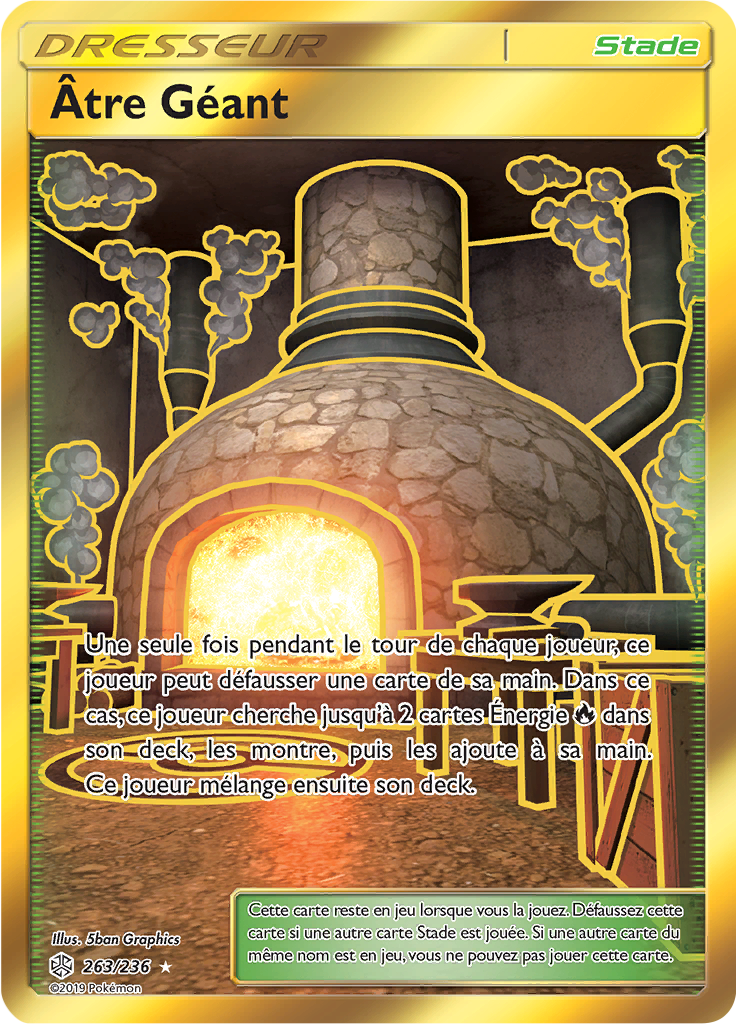 DRESSEUR
Stade
Âtre Géant
Une seule fois pendant le tour de chaque joueur, ce
joueur peut défausser une carte de sa main. Dans ce
cas, ce joueur cherche jusqu'à 2 cartes Énergie dans
son deck, les montre, puis les ajoute à sa main.
Ce joueur mélange ensuite son deck.
Cette carte reste en jeu lorsque vous la jouez. Défaussez cette
carte si une autre carte Stade est jouée. Si une autre carte du
même nom est en jeu, vous ne pouvez pas jouer cette carte.
Illus. 5ban Graphics
263/236
©2019 Pokémon